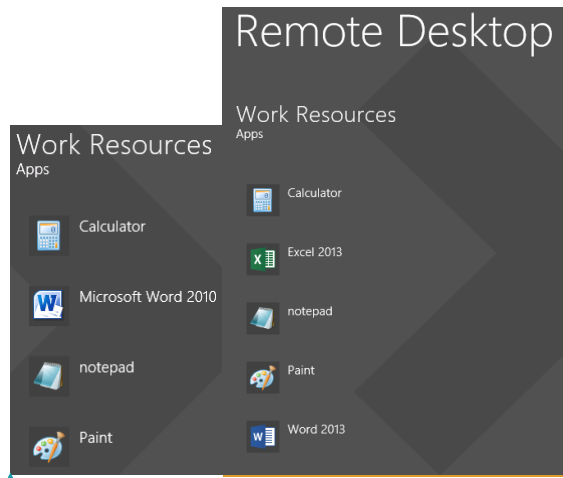 Work Resources
Apps
Calculator
Microsoft Word 2010
notepad
Paint
Remote Desktop
Work Resources
Apps
Calculator
Excel 2013
notepad
Paint
Word 2013